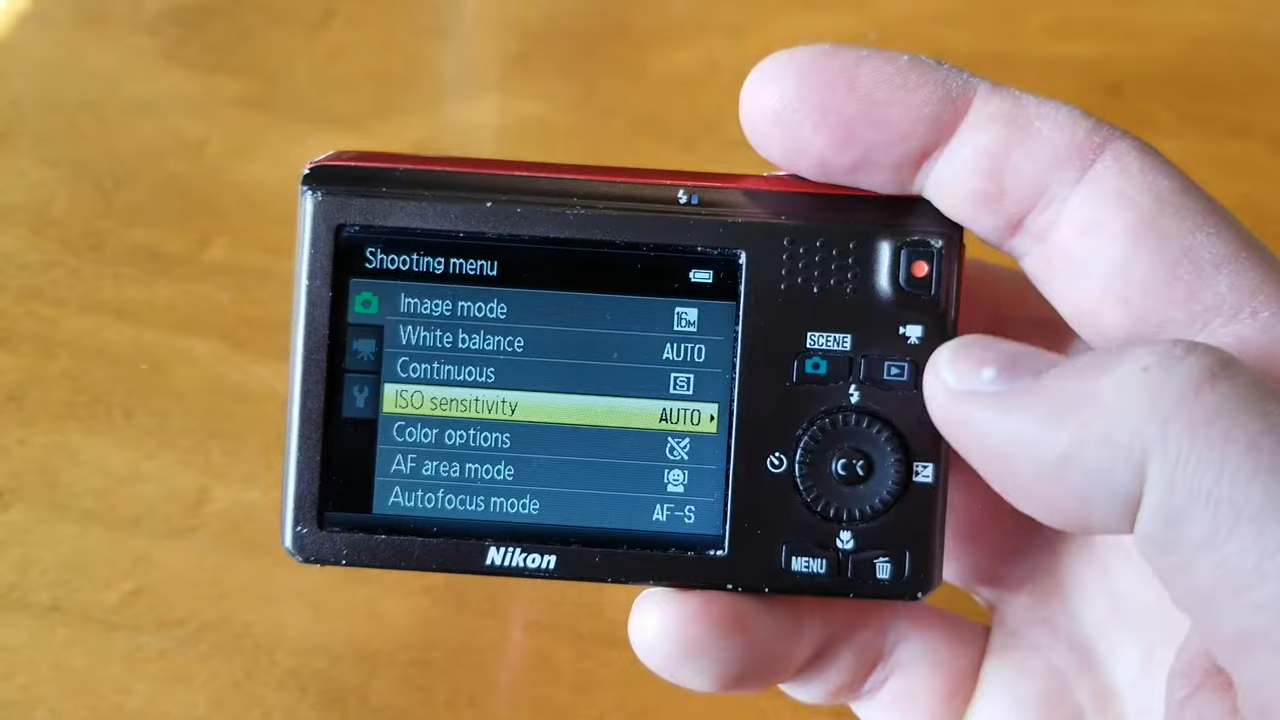 Shooting menu
Image mode 16M
White balance AUTO
Continuous S
ISO sensitivity AUTO
Color options
AF area mode
Autofocus mode AF-S
Nikon
SCENE
OK
MENU